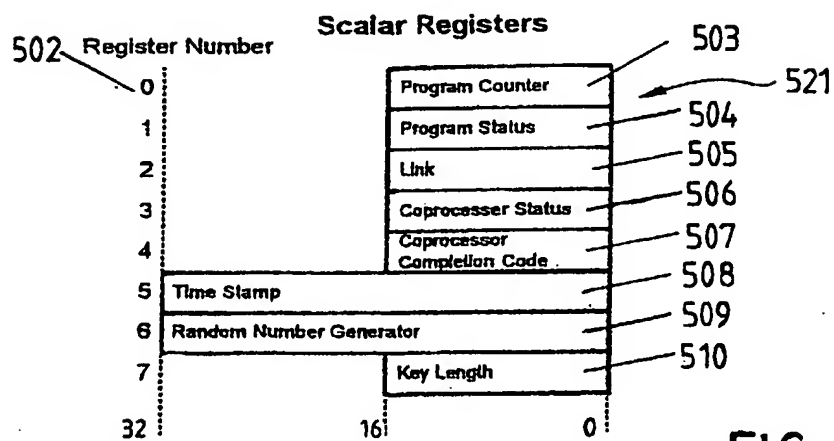 Scalar Registers
502 Register Number
503
0 Program Counter
521
1 Program Status
504
2 Link
505
3 Coprocesser Status
506
4 Coprocessor
Completion Code
507
5 Time Stamp
508
6 Random Number Generator
509
7 Key Length
510
32 16 0